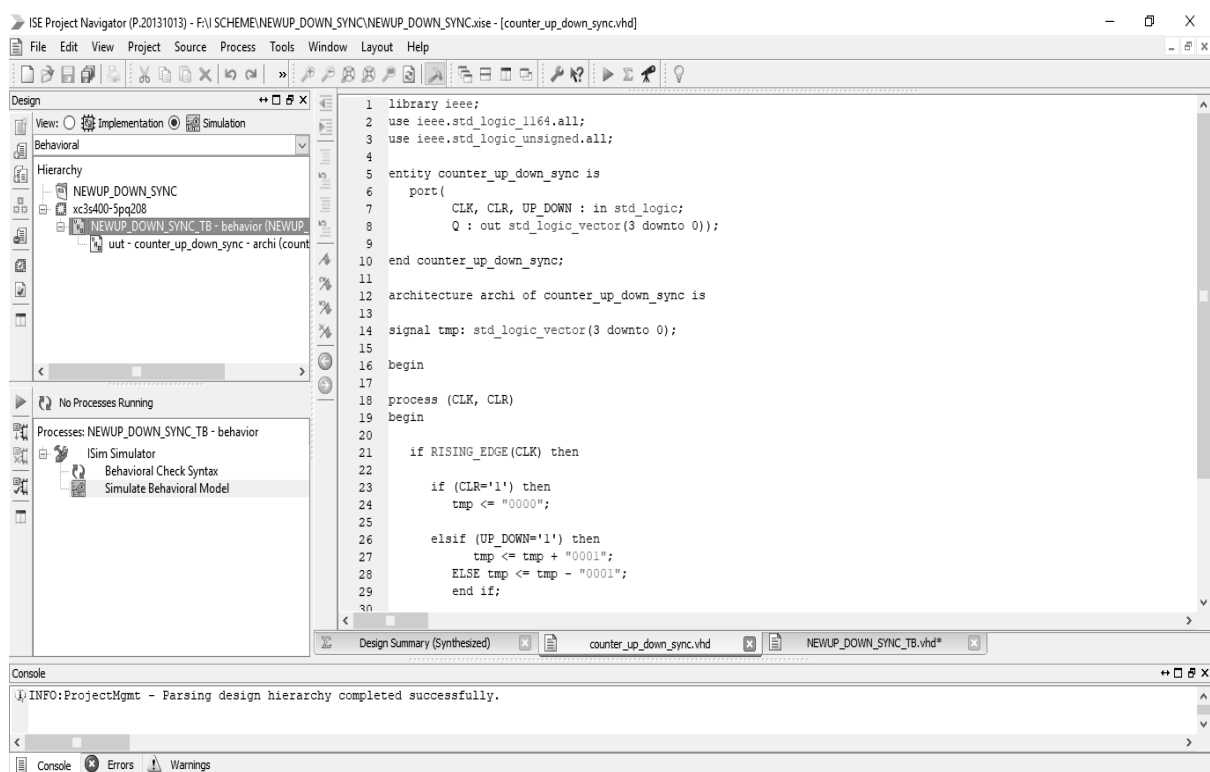 ISE Project Navigator (P.20131013) - F:\I SCHEME\NEWUP_DOWN_SYNC\NEWUP_DOWN_SYNC.xise - [counter_up_down_sync.vhd]
File Edit View Project Source Process Tools Window Layout Help
Design
View: Implementation Simulation
Behavioral
Hierarchy
NEWUP_DOWN_SYNC
xc3s400-5pq208
NEWUP_DOWN_SYNC_TB - behavior (NEWUP_
uut - counter_up_down_sync - archi (count
No Processes Running
Processes: NEWUP_DOWN_SYNC_TB - behavior
ISim Simulator
Behavioral Check Syntax
Simulate Behavioral Model
1 library ieee;
2 use ieee.std_logic_1164.all;
3 use ieee.std_logic_unsigned.all;
4
5 entity counter_up_down_sync is
6 port(
7 CLK, CLR, UP_DOWN : in std_logic;
8 Q : out std_logic_vector(3 downto 0));
9
10 end counter_up_down_sync;
11
12 architecture archi of counter_up_down_sync is
13
14 signal tmp: std_logic_vector(3 downto 0);
15
16 begin
17
18 process (CLK, CLR)
19 begin
20
21 if RISING_EDGE(CLK) then
22
23 if (CLR='1') then
24 tmp <= "0000";
25
26 elsif (UP_DOWN='1') then
27 tmp <= tmp + "0001";
28 ELSE tmp <= tmp - "0001";
29 end if;
30
Design Summary (Synthesized) counter_up_down_sync.vhd NEWUP_DOWN_SYNC_TB.vhd*
Console
INFO:ProjectMgmt - Parsing design hierarchy completed successfully.
Console Errors Warnings